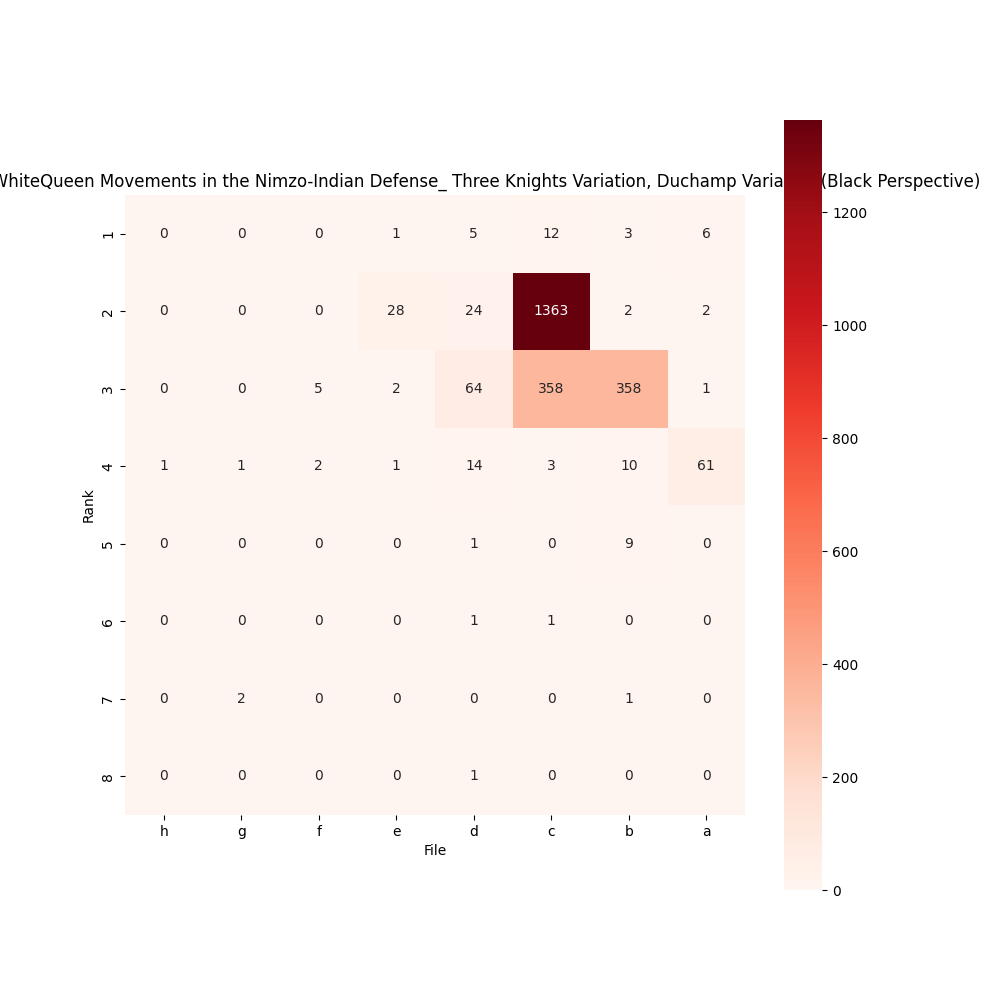 WhiteQueen Movements in the Nimzo-Indian Defense_ Three Knights Variation, Duchamp Varia (Black Perspective)
1 0 0 0 1 5 12 3 6
2 0 0 0 28 24 1363 2 2
3 0 0 5 2 64 358 358 1
4 1 1 2 1 14 3 10 61
5 0 0 0 0 1 0 9 0
6 0 0 0 0 1 1 0 0
7 0 2 0 0 0 0 1 0
8 0 0 0 0 1 0 0 0
h g f e d c b a
File
Rank
1200
1000
800
600
400
200
0